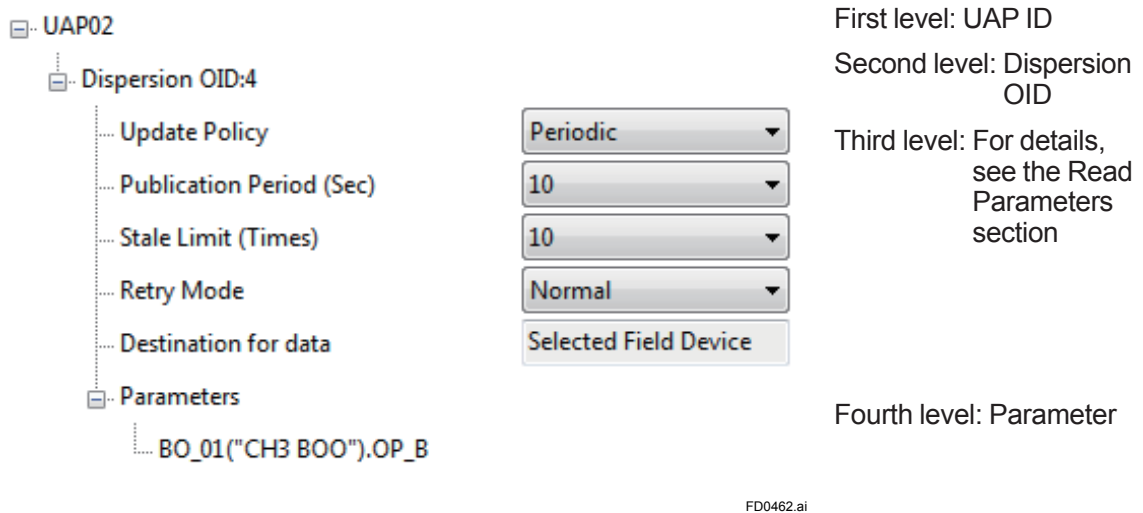 UAP02
First level: UAP ID
Dispersion OID:4
Second level: Dispersion
OID
Update Policy Periodic
Third level: For details,
see the Read
Parameters
section
Publication Period (Sec) 10
Stale Limit (Times) 10
Retry Mode Normal
Destination for data Selected Field Device
Parameters
Fourth level: Parameter
BO_01("CH3 BOO").OP_B
FD0462.ai